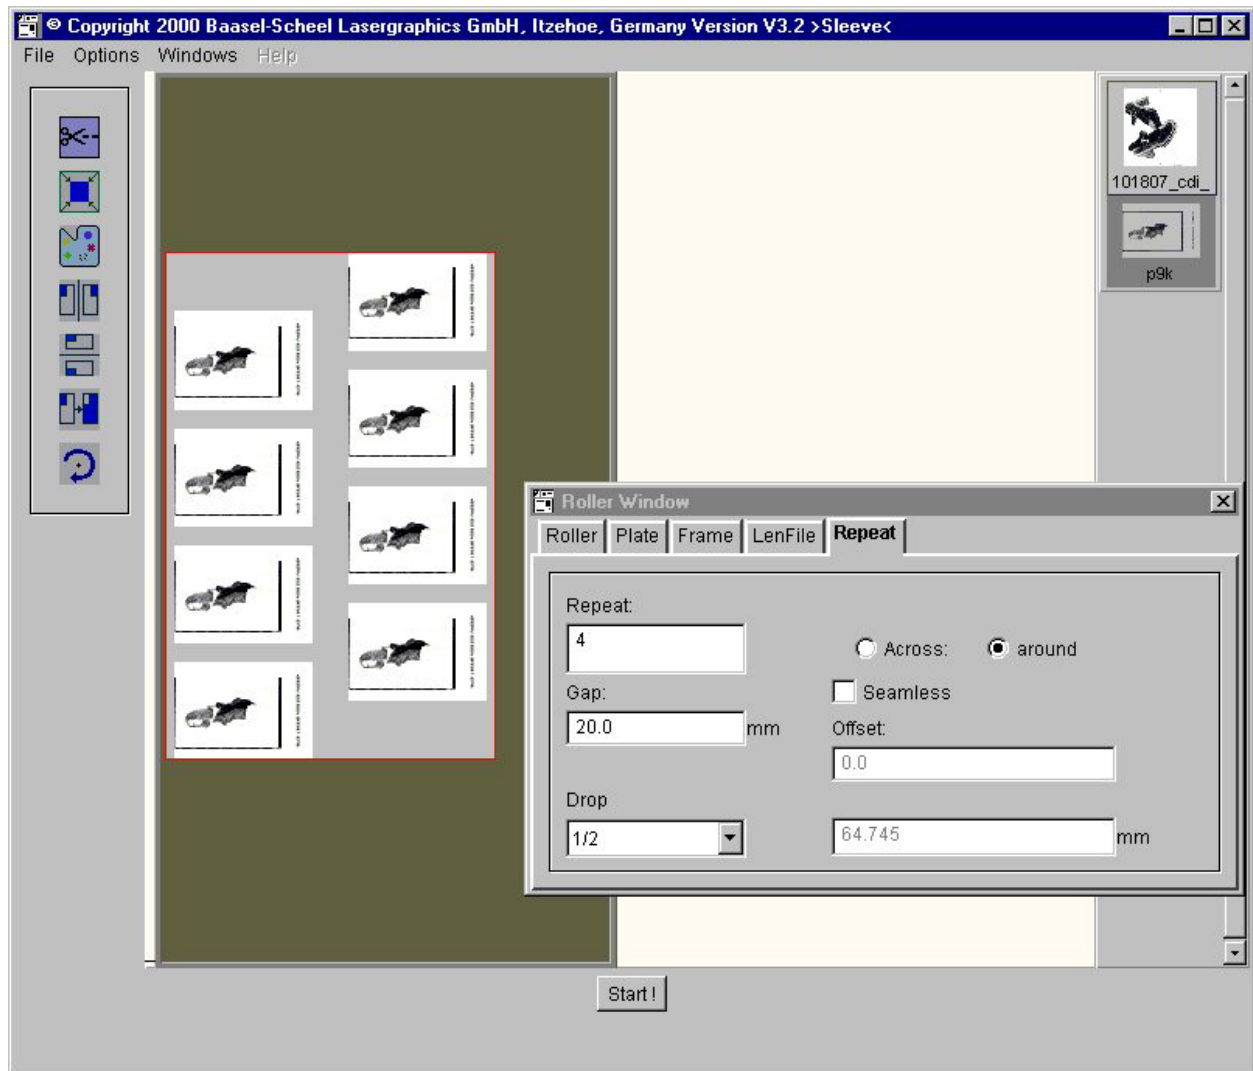 © Copyright 2000 Baasel-Scheel Lasergraphics GmbH, Itzehoe, Germany Version V3.2 >Sleeve<
File Options Windows Help
101807_cdi_
p9k
Roller Window
Roller Plate Frame LenFile Repeat
Repeat:
4
Across: around
Gap:
Seamless
20.0 mm
Offset:
0.0
Drop
1/2
64.745 mm
Start !